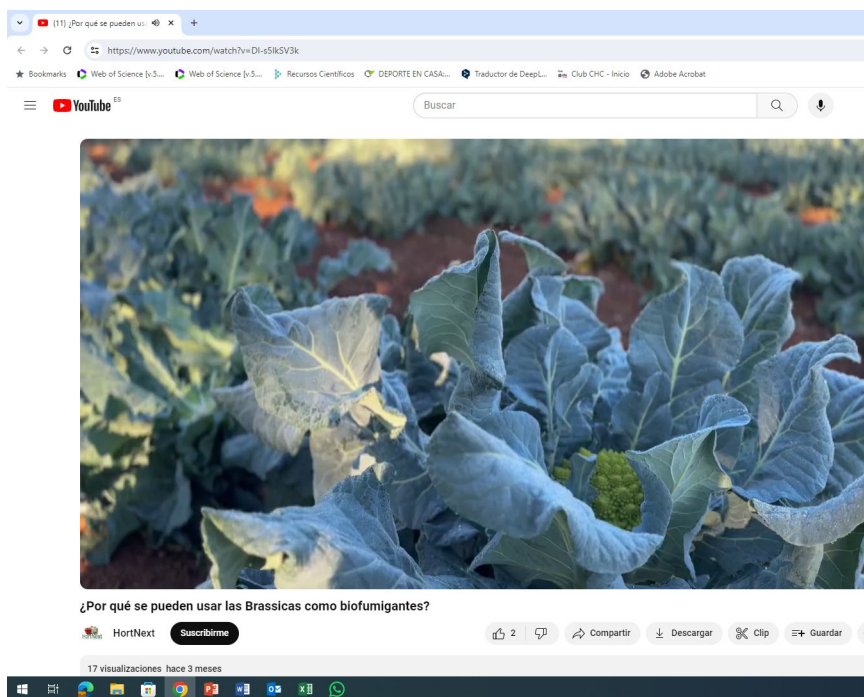 (11) ¿Por qué se pueden us
https://www.youtube.com/watch?v=DI-s5lkSV3k
Bookmarks Web of Science [v.5.... Web of Science [v.5.... Recursos Científicos DEPORTE EN CASA:... Traductor de DeepL... Club CHC - Inicio Adobe Acrobat
YouTube ES
Buscar
¿Por qué se pueden usar las Brassicas como biofumigantes?
HortNext Suscribirme 2 Compartir Descargar Clip Guardar
17 visualizaciones hace 3 meses